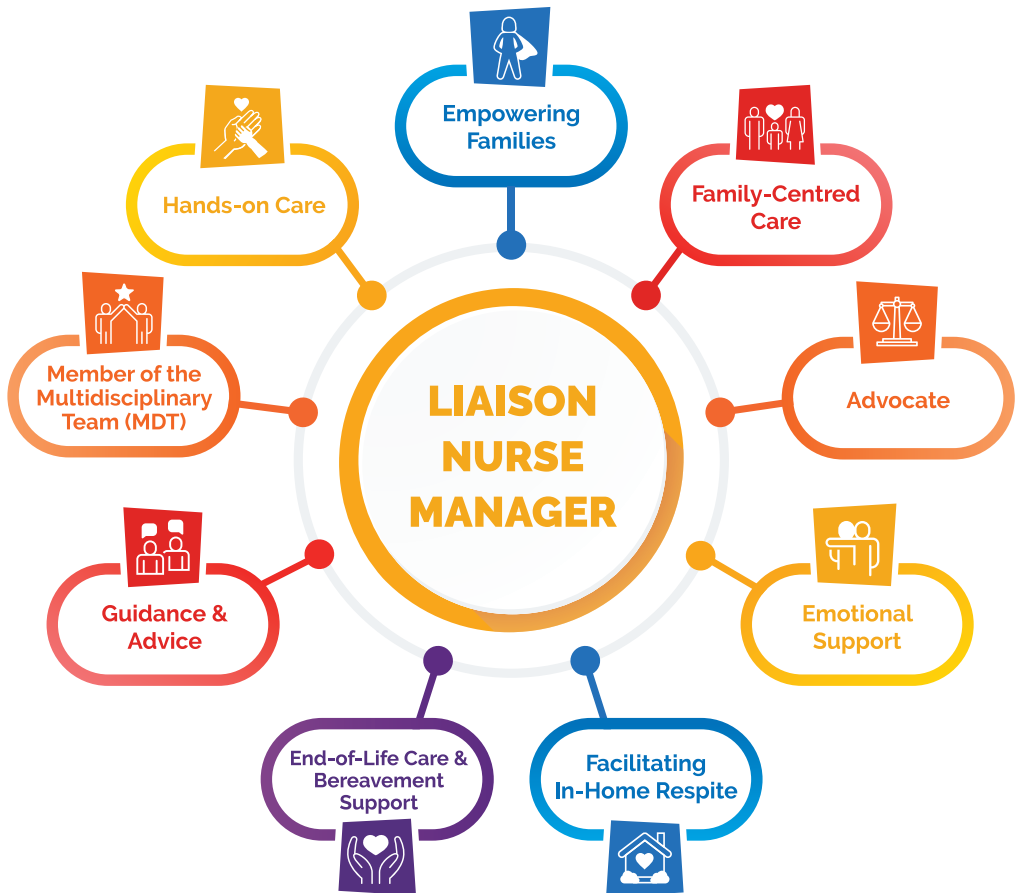 Empowering
Families
Family-Centred
Care
Advocate
Emotional
Support
Facilitating
In-Home Respite
End-of-Life Care &
Bereavement
Support
Guidance &
Advice
Member of the
Multidisciplinary
Team (MDT)
Hands-on Care
LIAISON
NURSE
MANAGER